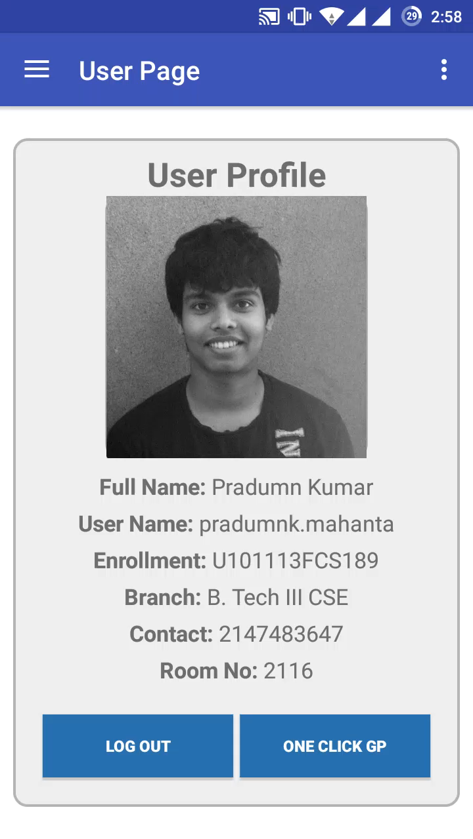 29 2:58
User Page
User Profile
Full Name: Pradumn Kumar
User Name: pradumnk.mahanta
Enrollment: U101113FCS189
Branch: B. Tech III CSE
Contact: 2147483647
Room No: 2116
LOG OUT ONE CLICK GP